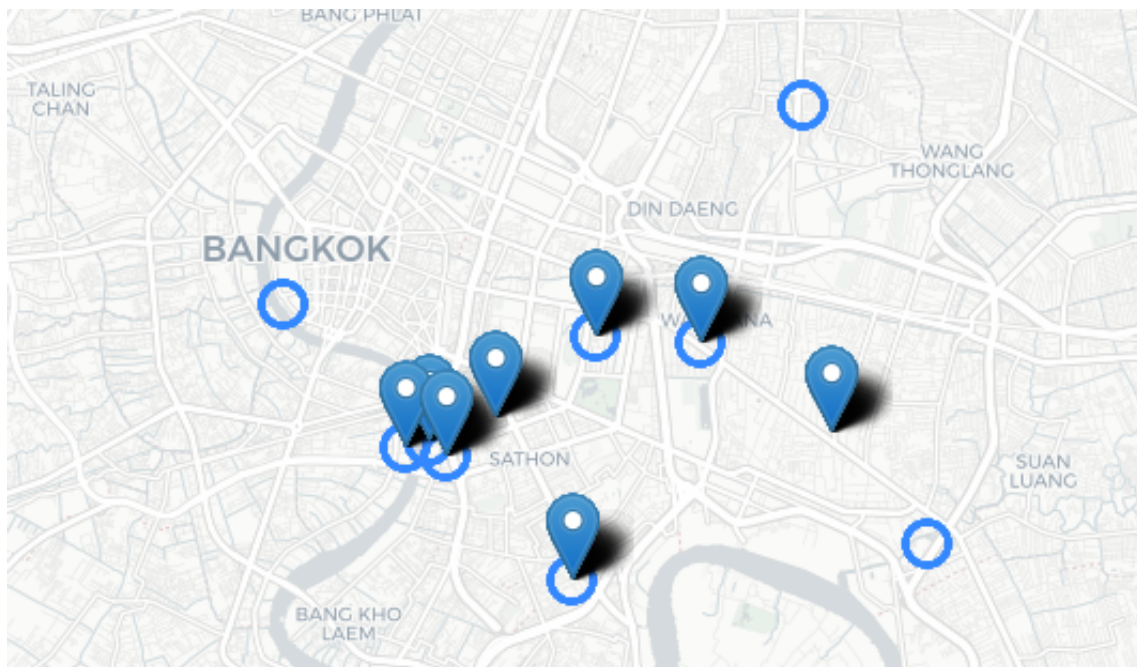 BANG PHLAT
TALING
CHAN
WANG
THONGLANG
DIN DAENG
BANGKOK
SATHON
SUAN
LUANG
BANG KHO
LAEM